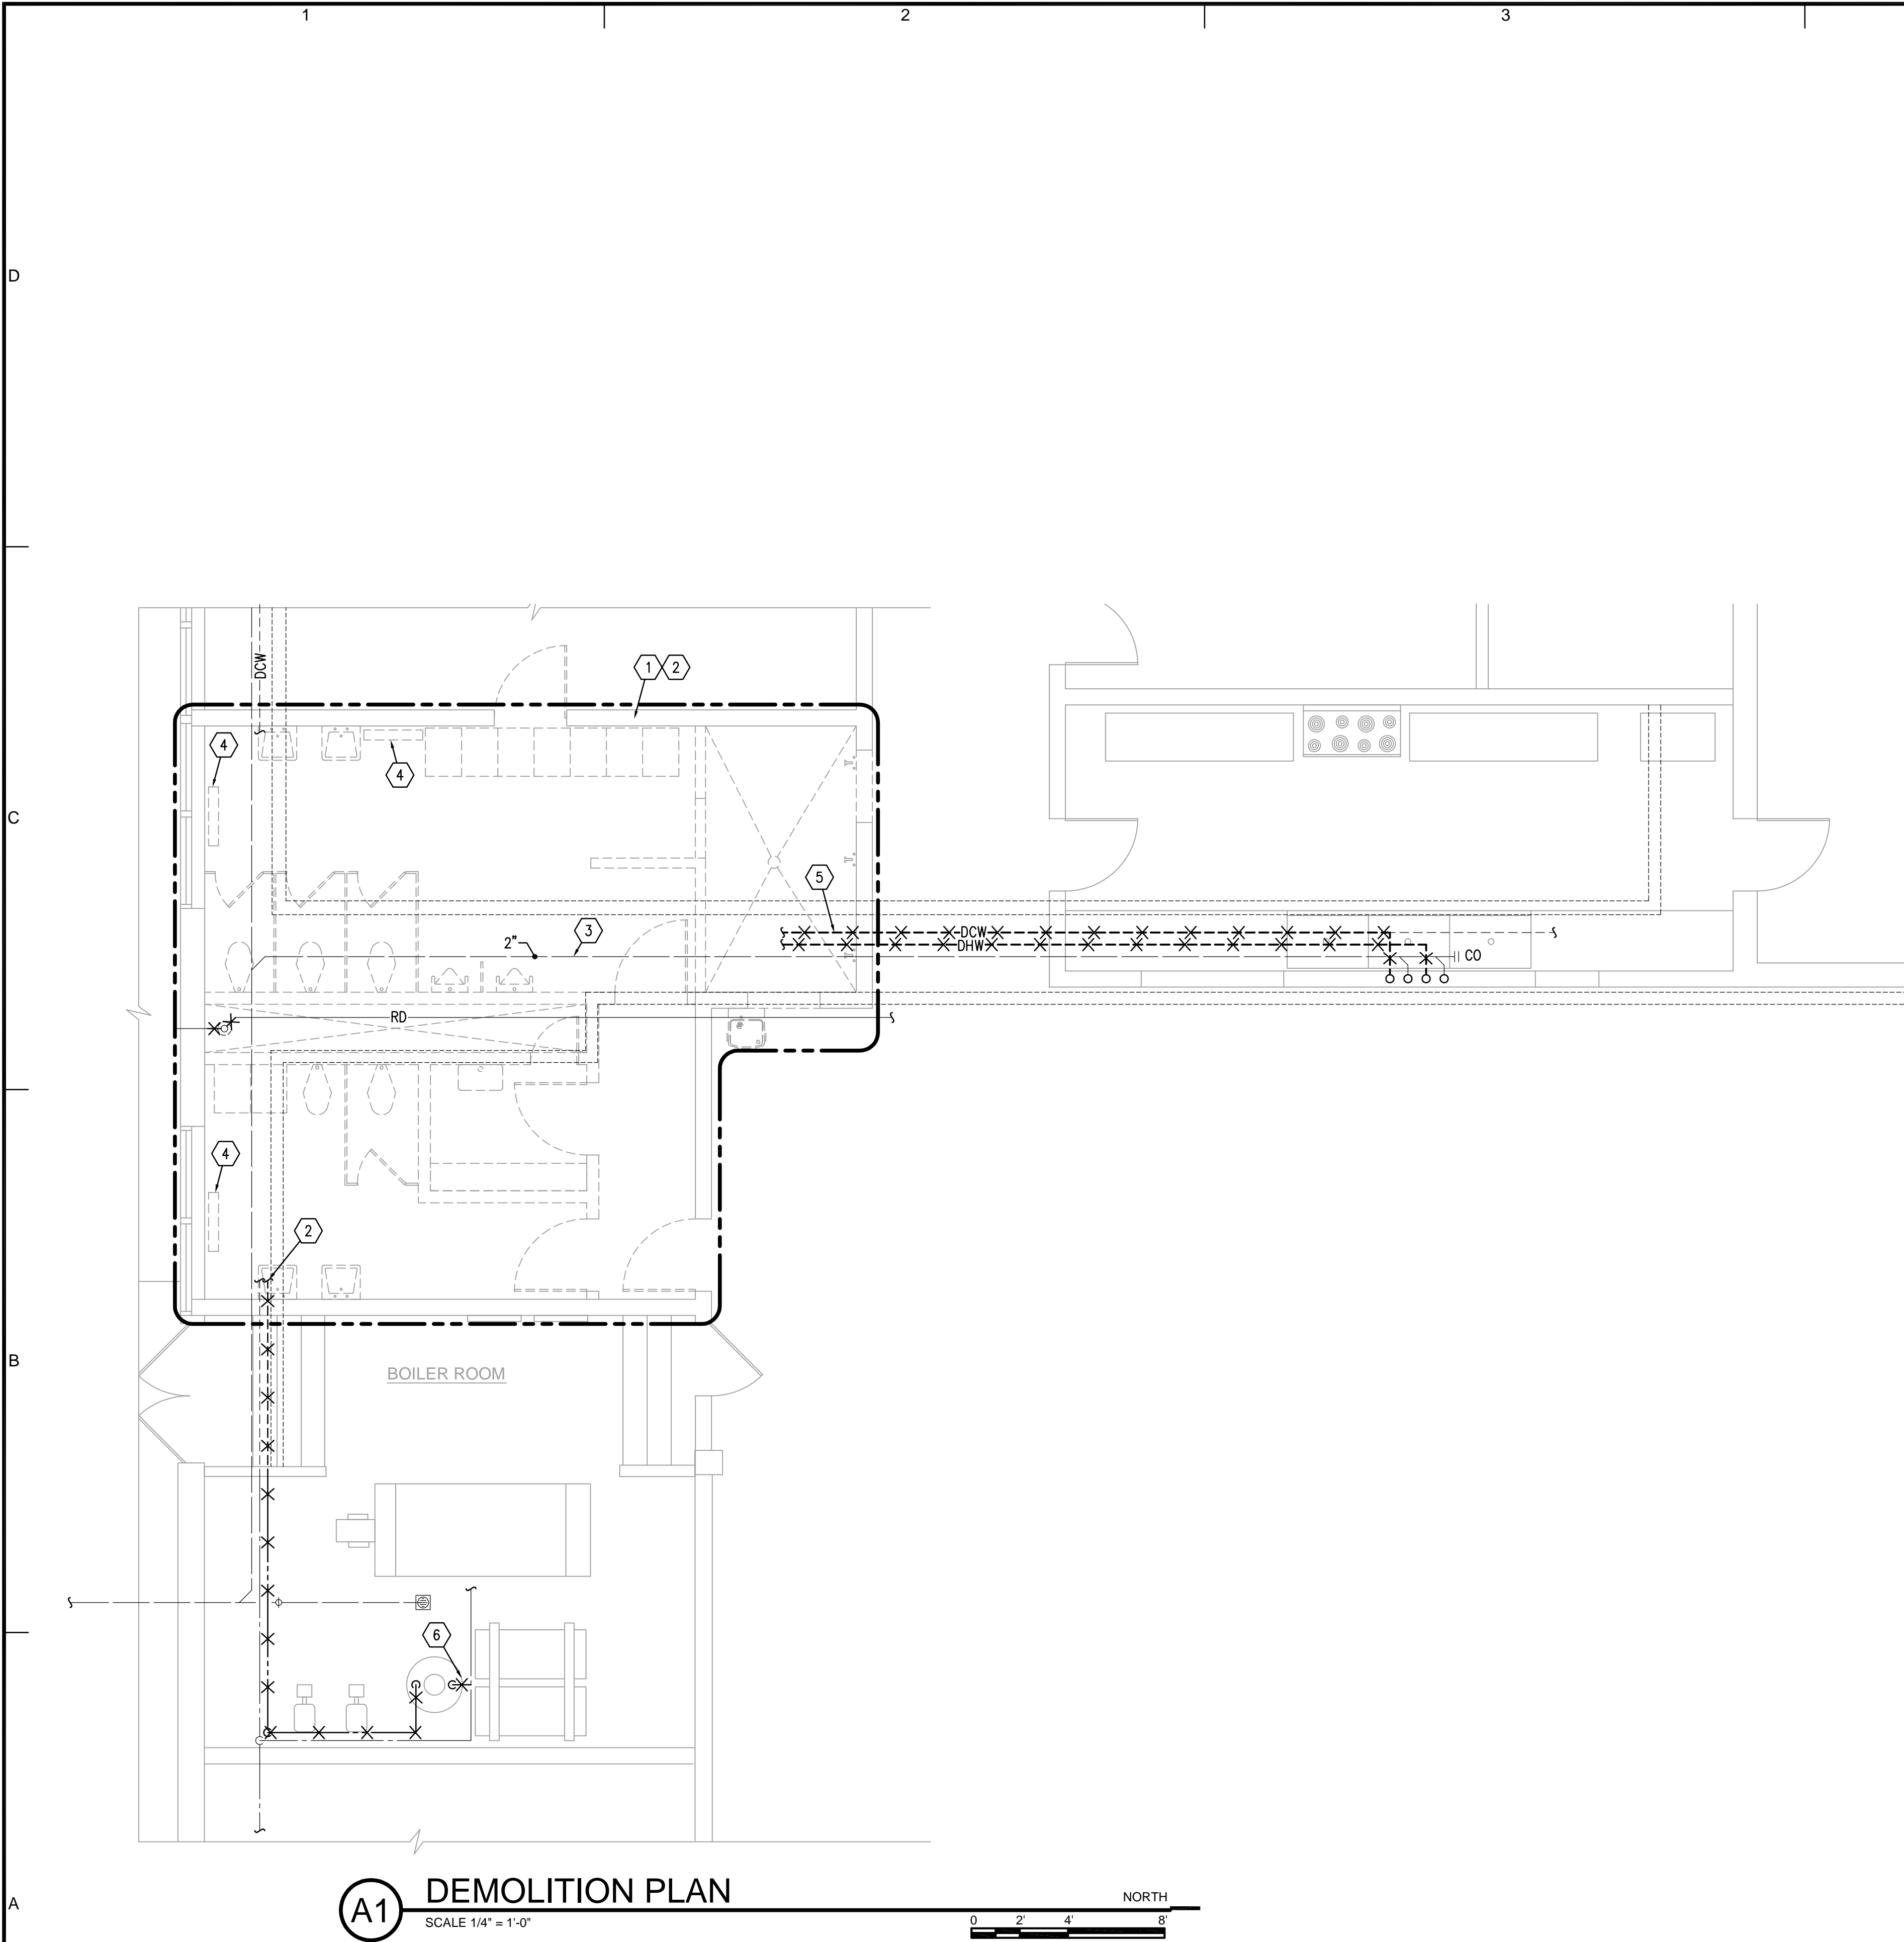 1 2 3
D
DCW
1 2
4
4
C
5
3
2"
DCW
DHW
CO
RD
4
2
B
BOILER ROOM
6
A1 DEMOLITION PLAN
SCALE 1/4" = 1'-0"
NORTH
A
0 2' 4' 8'